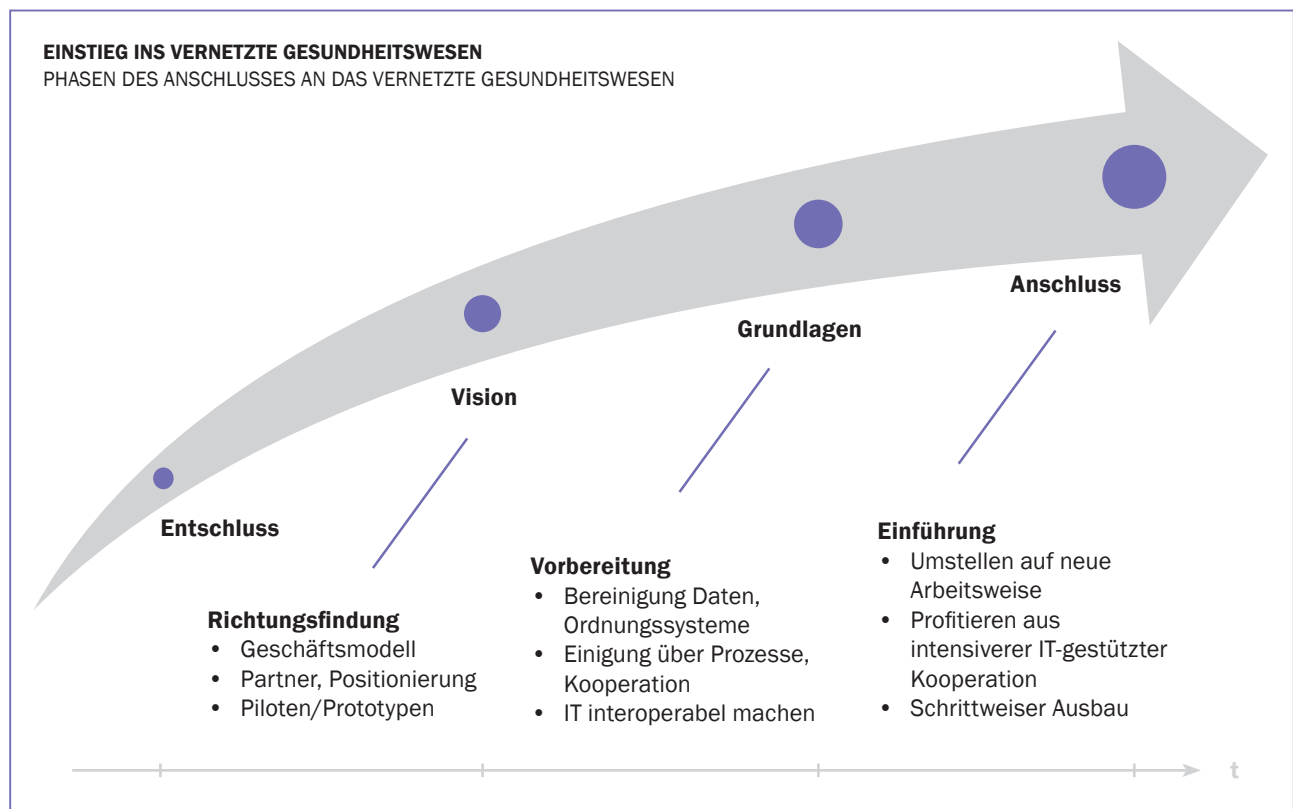 EINSTIEG INS VERNETZTE GESUNDHEITSWESEN
PHASEN DES ANSCHLUSSES AN DAS VERNETZTE GESUNDHEITSWESEN
Anschluss
Grundlagen
Vision
Entschluss
Richtungsfindung
• Geschäftsmodell
• Partner, Positionierung
• Piloten/Prototypen
Vorbereitung
• Bereinigung Daten,
Ordnungssysteme
• Einigung über Prozesse,
Kooperation
• IT interoperabel machen
Einführung
• Umstellen auf neue
Arbeitsweise
• Profitieren aus
intensiverer IT-gestützter
Kooperation
• Schrittweiser Ausbau
t